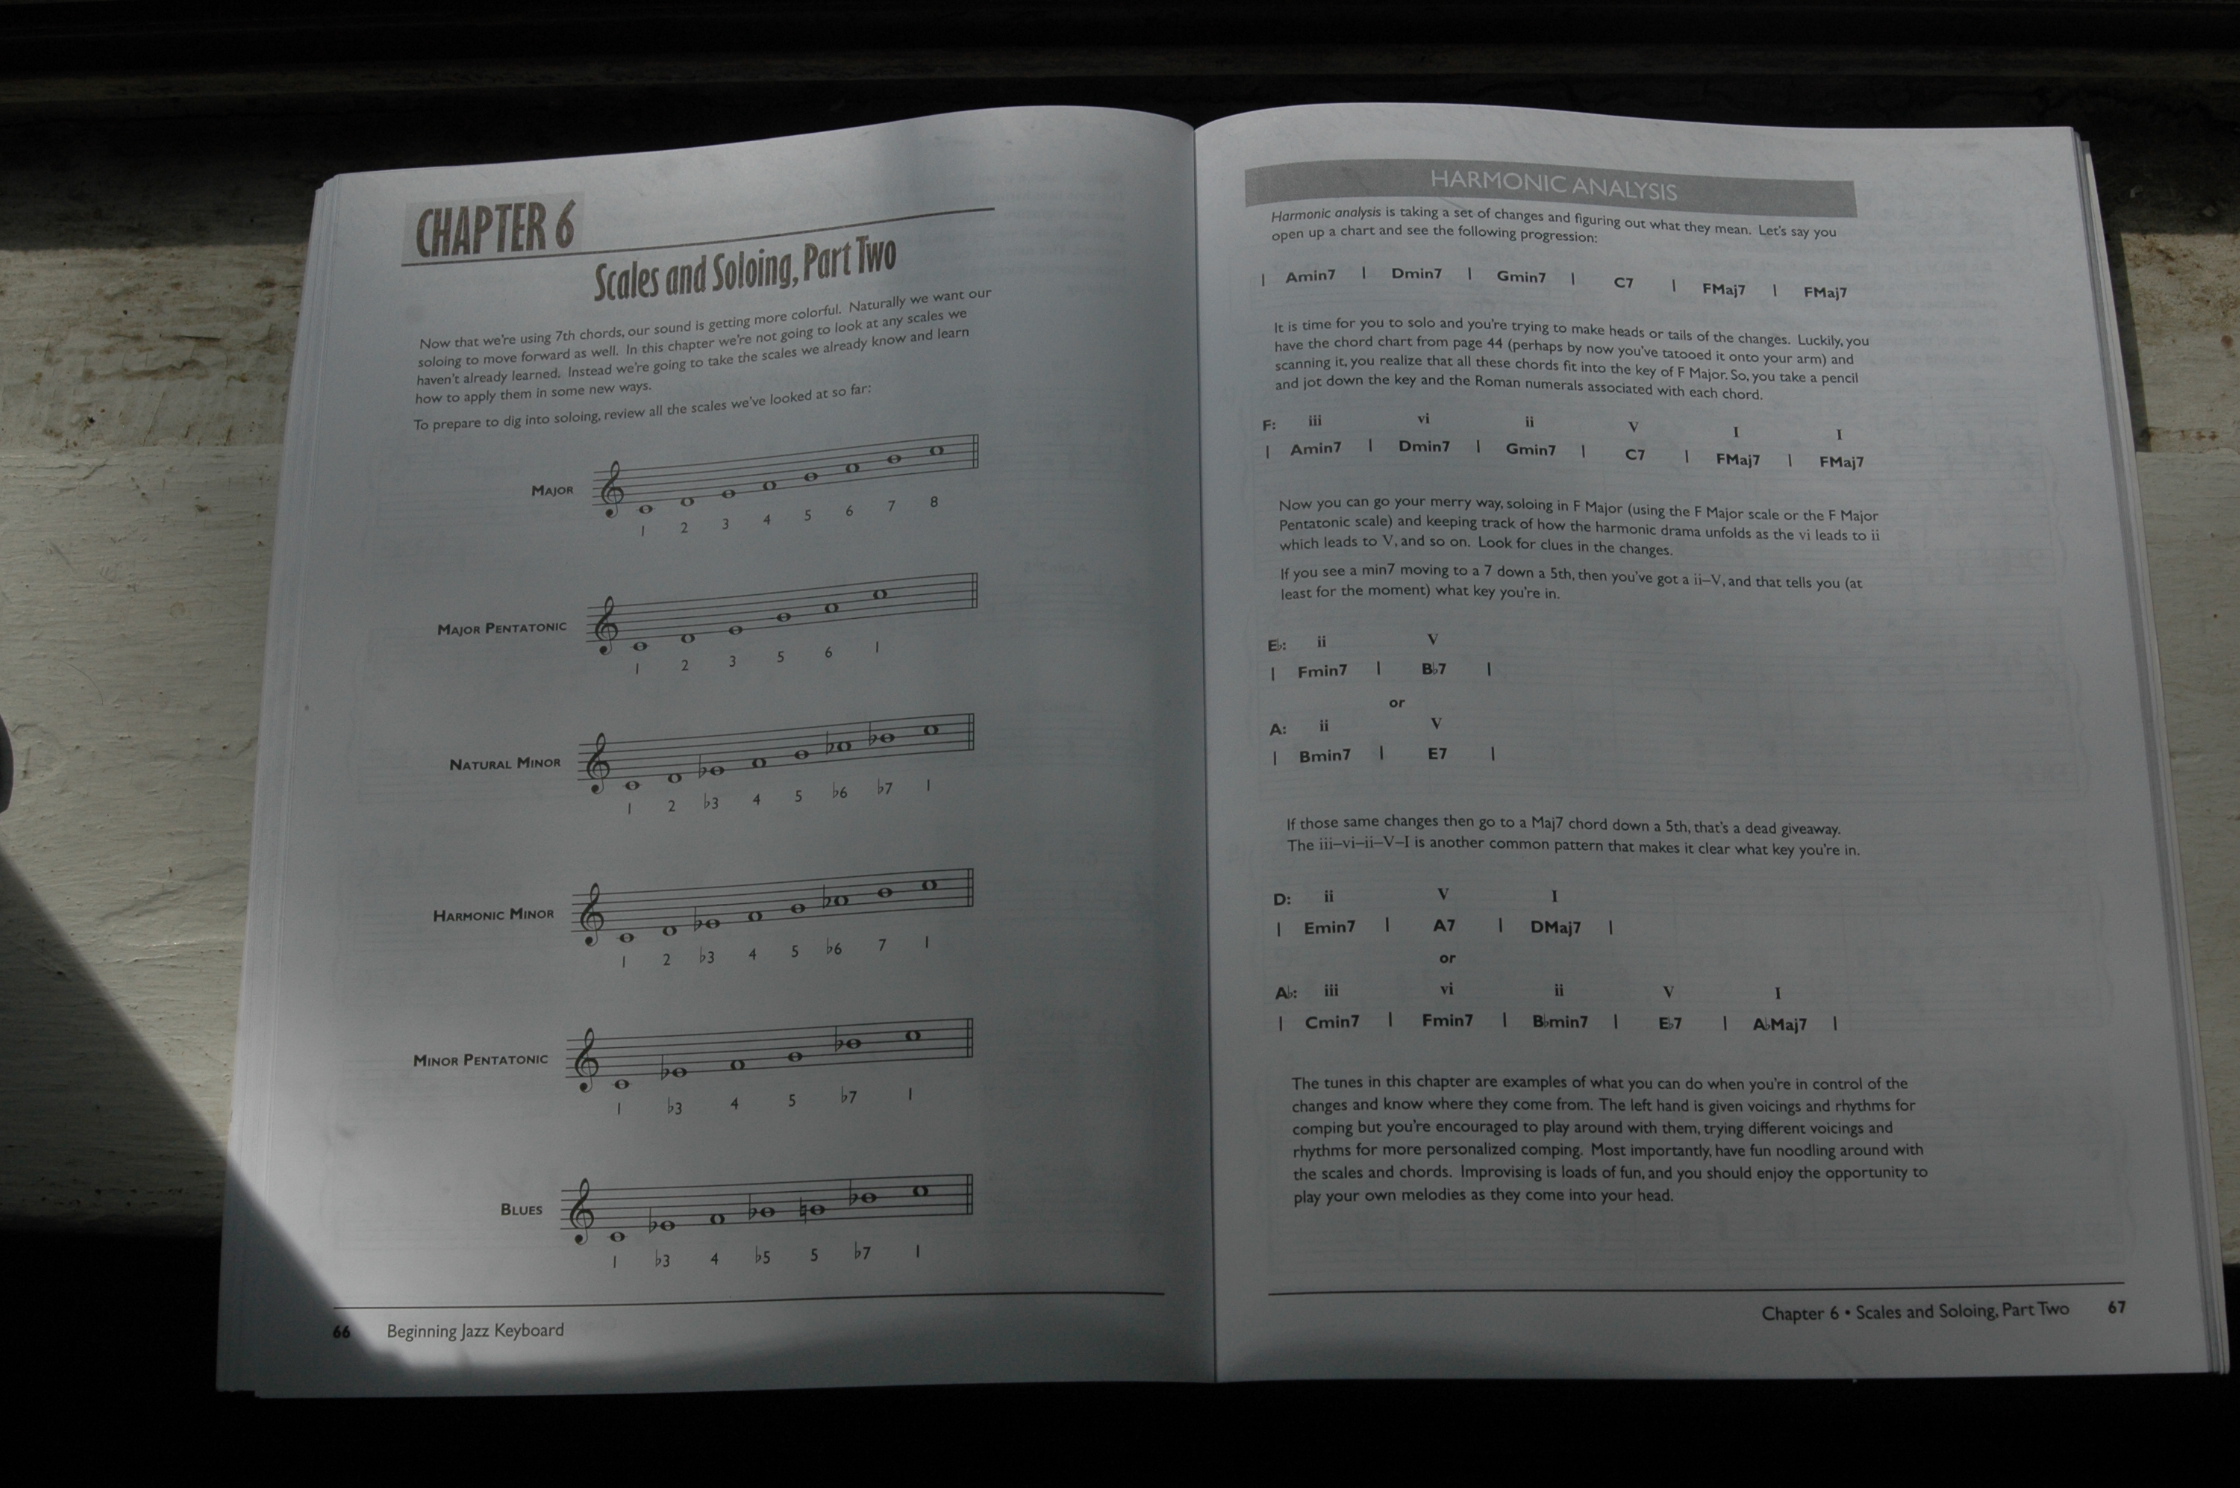 CHAPTER 6
Scales and Soloing, Part Two
Now that we're using 7th chords, our sound is getting more colorful. Naturally we want our
soloing to move forward as well. In this chapter we're not going to look at any scales we
haven't already learned. Instead we're going to take the scales we already know and learn
how to apply them in some new ways.
To prepare to dig into soloing, review all the scales we've looked at so far:
MAJOR
1 2 3 4 5 6 7 8
MAJOR PENTATONIC
1 2 3 5 6 1
NATURAL MINOR
1 2 ♭3 4 5 ♭6 ♭7 1
HARMONIC MINOR
1 2 ♭3 4 5 ♭6 7 1
MINOR PENTATONIC
1 ♭3 4 5 ♭7 1
BLUES
1 ♭3 4 ♭5 5 ♭7 1
66 Beginning Jazz Keyboard
HARMONIC ANALYSIS
Harmonic analysis is taking a set of changes and figuring out what they mean. Let's say you
open up a chart and see the following progression:
| Amin7 | Dmin7 | Gmin7 | C7 | FMaj7 | FMaj7
It is time for you to solo and you're trying to make heads or tails of the changes. Luckily, you
have the chord chart from page 44 (perhaps by now you've tatooed it onto your arm) and
scanning it, you realize that all these chords fit into the key of F Major. So, you take a pencil
and jot down the key and the Roman numerals associated with each chord.
F: iii vi ii V I I
| Amin7 | Dmin7 | Gmin7 | C7 | FMaj7 | FMaj7
Now you can go your merry way, soloing in F Major (using the F Major scale or the F Major
Pentatonic scale) and keeping track of how the harmonic drama unfolds as the vi leads to ii
which leads to V, and so on. Look for clues in the changes.
If you see a min7 moving to a 7 down a 5th, then you've got a ii–V, and that tells you (at
least for the moment) what key you're in.
E♭: ii V
| Fmin7 | B♭7 |
or
A: ii V
| Bmin7 | E7 |
If those same changes then go to a Maj7 chord down a 5th, that's a dead giveaway.
The iii–vi–ii–V–I is another common pattern that makes it clear what key you're in.
D: ii V I
| Emin7 | A7 | DMaj7 |
or
A♭: iii vi ii V I
| Cmin7 | Fmin7 | B♭min7 | E♭7 | A♭Maj7 |
The tunes in this chapter are examples of what you can do when you're in control of the
changes and know where they come from. The left hand is given voicings and rhythms for
comping but you're encouraged to play around with them, trying different voicings and
rhythms for more personalized comping. Most importantly, have fun noodling around with
the scales and chords. Improvising is loads of fun, and you should enjoy the opportunity to
play your own melodies as they come into your head.
Chapter 6 • Scales and Soloing, Part Two 67